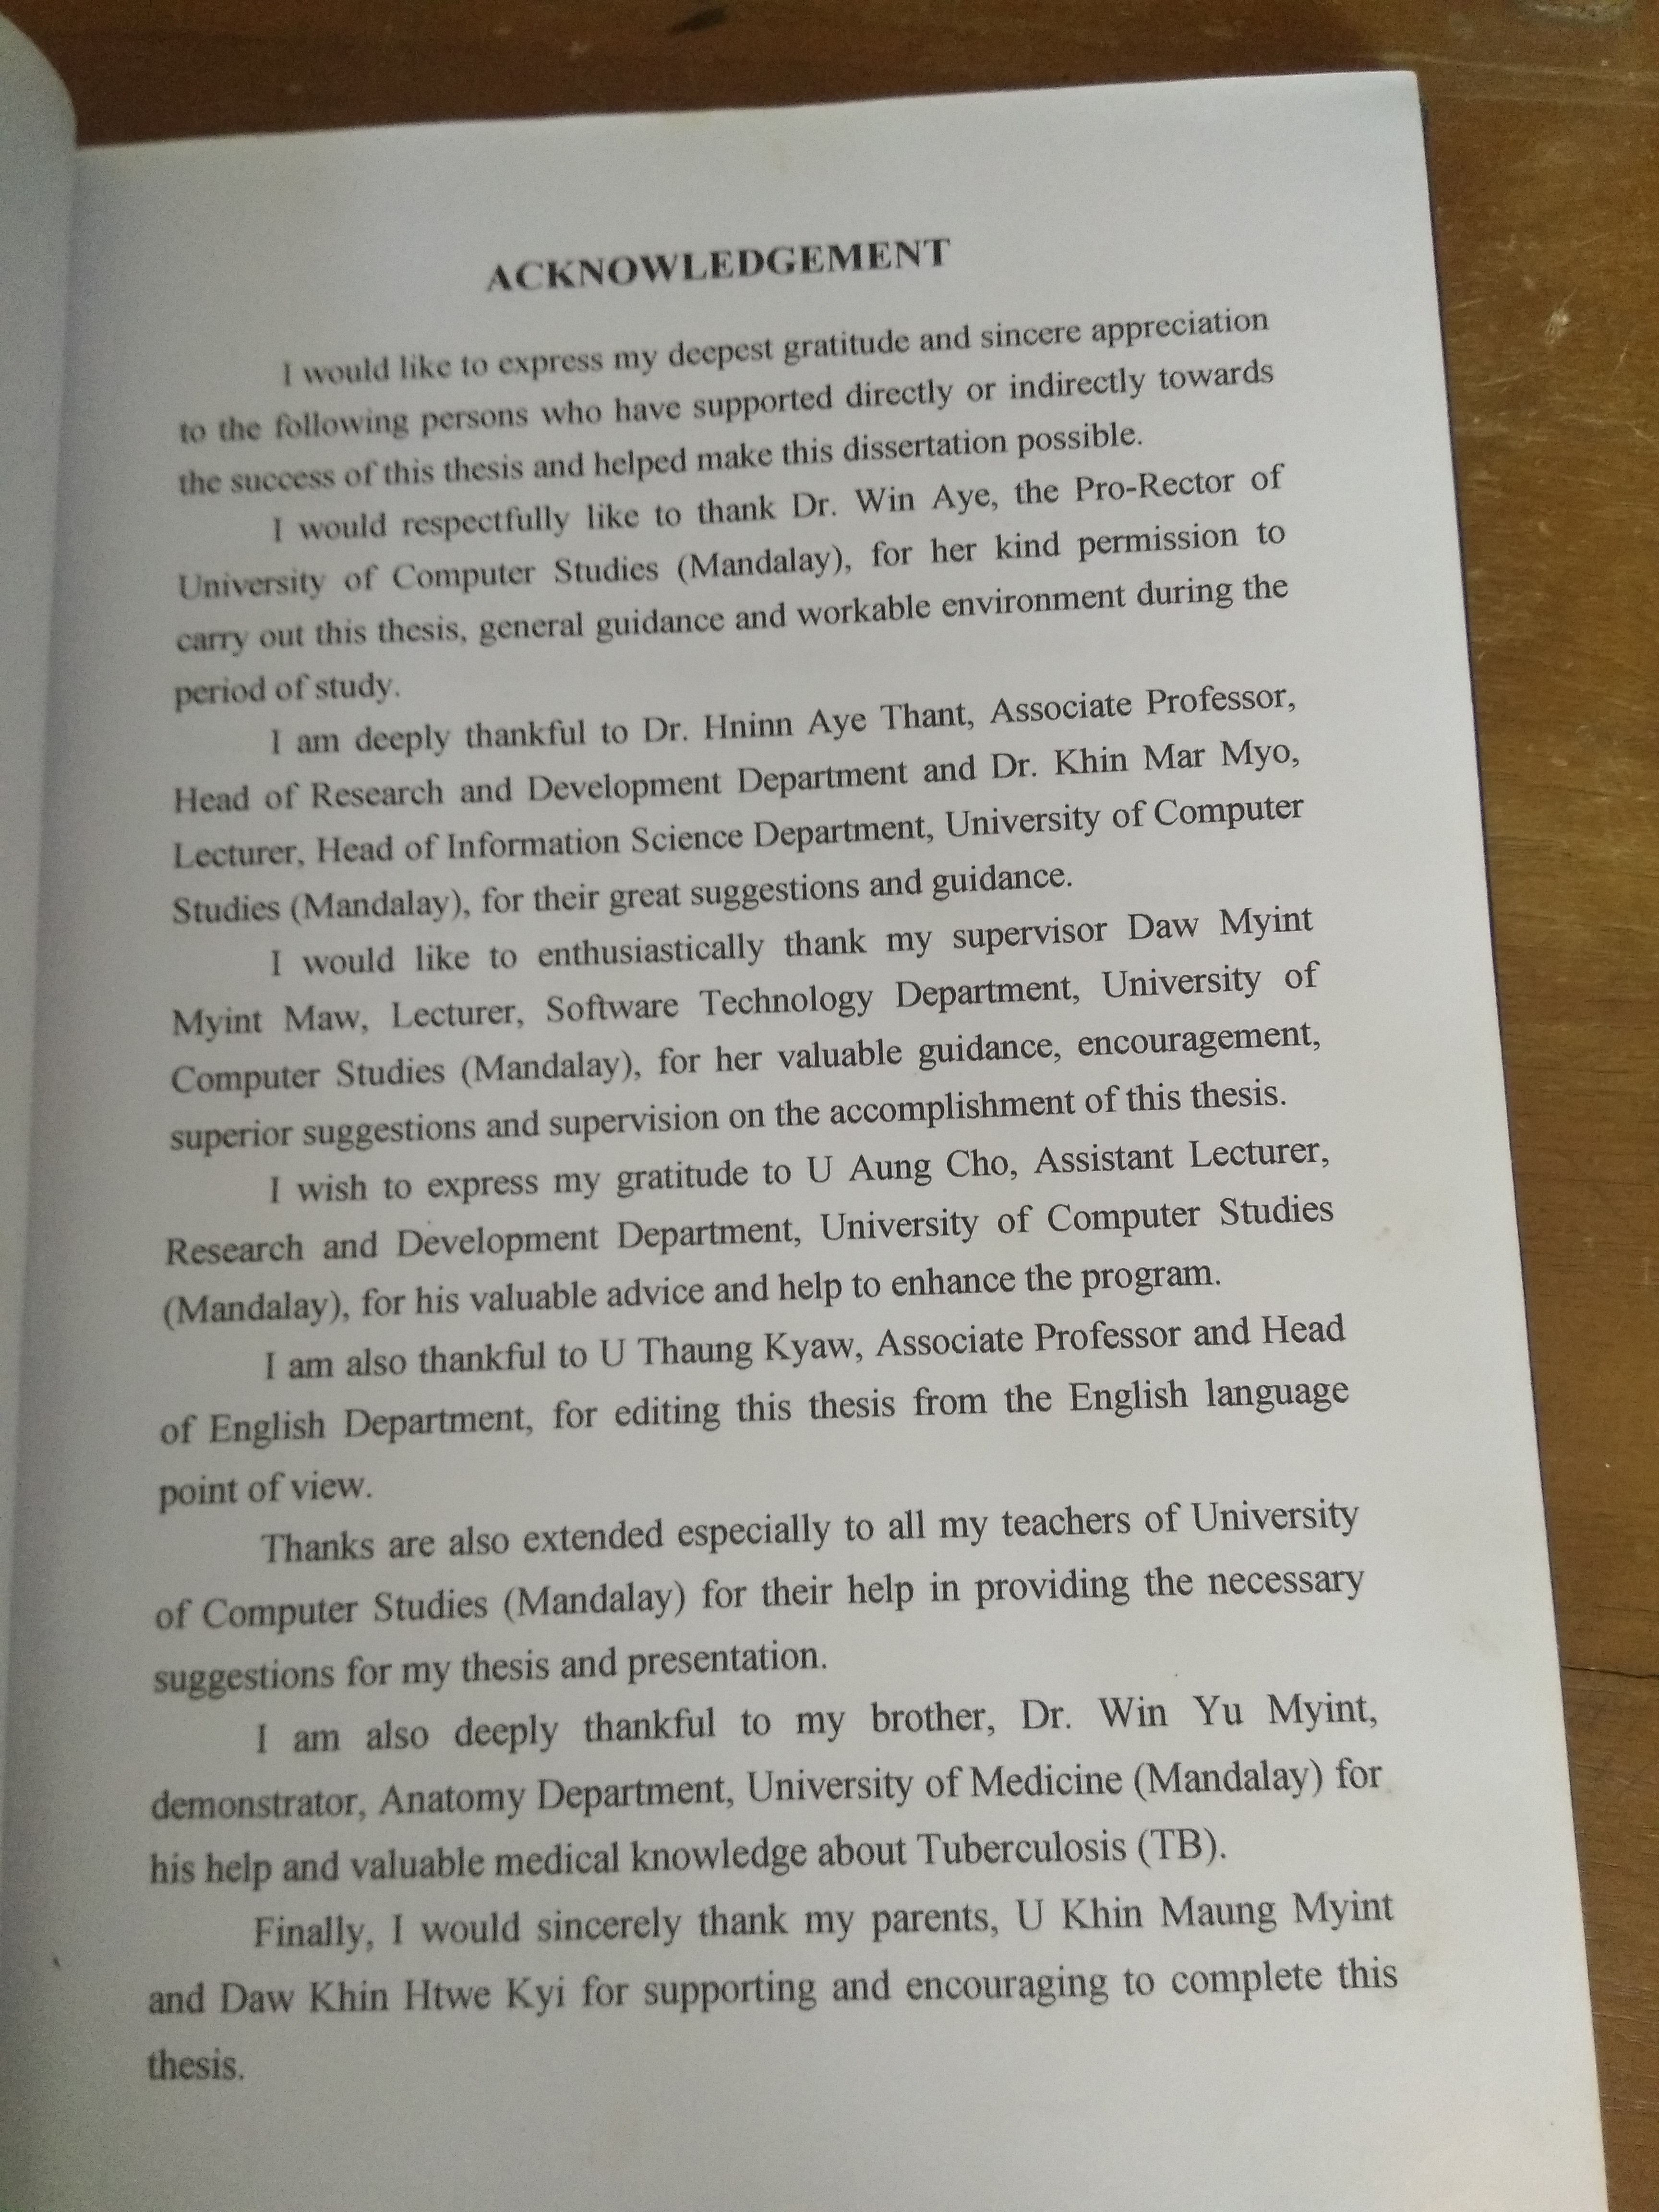 ACKNOWLEDGEMENT
I would like to express my deepest gratitude and sincere appreciation
to the following persons who have supported directly or indirectly towards
the success of this thesis and helped make this dissertation possible.
I would respectfully like to thank Dr. Win Aye, the Pro-Rector of
University of Computer Studies (Mandalay), for her kind permission to
carry out this thesis, general guidance and workable environment during the
period of study.
I am deeply thankful to Dr. Hninn Aye Thant, Associate Professor,
Head of Research and Development Department and Dr. Khin Mar Myo,
Lecturer, Head of Information Science Department, University of Computer
Studies (Mandalay), for their great suggestions and guidance.
I would like to enthusiastically thank my supervisor Daw Myint
Myint Maw, Lecturer, Software Technology Department, University of
Computer Studies (Mandalay), for her valuable guidance, encouragement,
superior suggestions and supervision on the accomplishment of this thesis.
I wish to express my gratitude to U Aung Cho, Assistant Lecturer,
Research and Development Department, University of Computer Studies
(Mandalay), for his valuable advice and help to enhance the program.
I am also thankful to U Thaung Kyaw, Associate Professor and Head
of English Department, for editing this thesis from the English language
point of view.
Thanks are also extended especially to all my teachers of University
of Computer Studies (Mandalay) for their help in providing the necessary
suggestions for my thesis and presentation.
I am also deeply thankful to my brother, Dr. Win Yu Myint,
demonstrator, Anatomy Department, University of Medicine (Mandalay) for
his help and valuable medical knowledge about Tuberculosis (TB).
Finally, I would sincerely thank my parents, U Khin Maung Myint
and Daw Khin Htwe Kyi for supporting and encouraging to complete this
thesis.